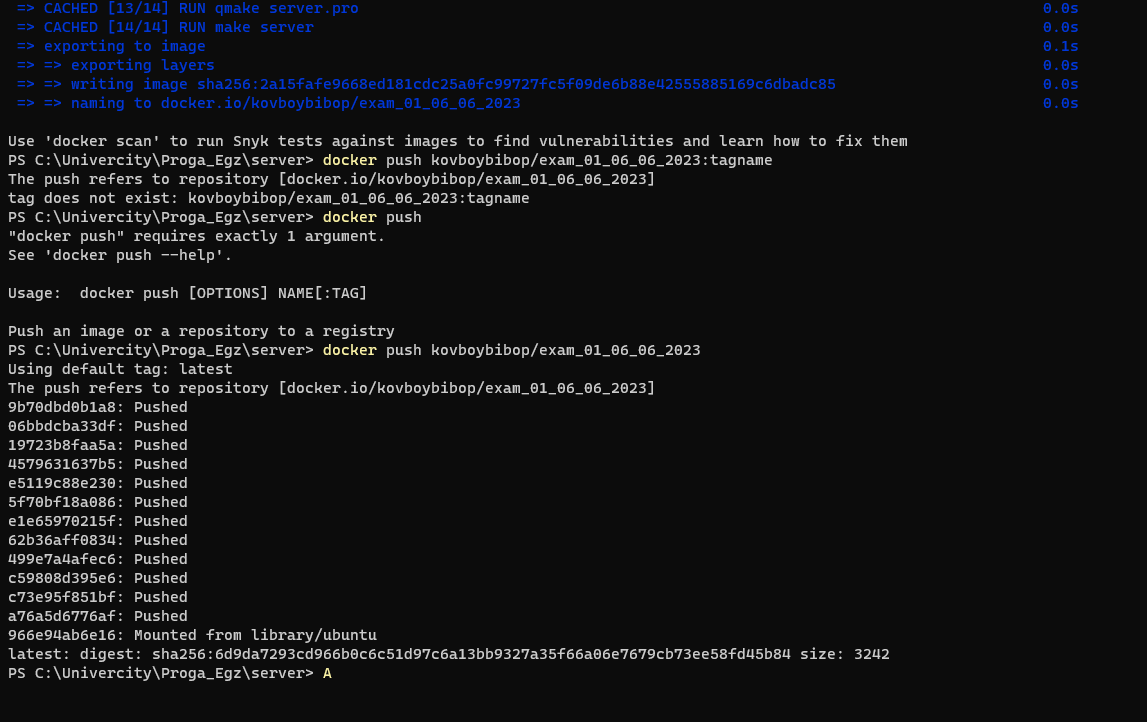 => CACHED [13/14] RUN qmake server.pro 0.0s
=> CACHED [14/14] RUN make server 0.0s
=> exporting to image 0.1s
=> => exporting layers 0.0s
=> => writing image sha256:2a15fafe9668ed181cdc25a0fc99727fc5f09de6b88e42555885169c6dbadc85 0.0s
=> => naming to docker.io/kovboybibop/exam_01_06_06_2023 0.0s
Use 'docker scan' to run Snyk tests against images to find vulnerabilities and learn how to fix them
PS C:\Univercity\Proga_Egz\server> docker push kovboybibop/exam_01_06_06_2023:tagname
The push refers to repository [docker.io/kovboybibop/exam_01_06_06_2023]
tag does not exist: kovboybibop/exam_01_06_06_2023:tagname
PS C:\Univercity\Proga_Egz\server> docker push
"docker push" requires exactly 1 argument.
See 'docker push --help'.
Usage:  docker push [OPTIONS] NAME[:TAG]
Push an image or a repository to a registry
PS C:\Univercity\Proga_Egz\server> docker push kovboybibop/exam_01_06_06_2023
Using default tag: latest
The push refers to repository [docker.io/kovboybibop/exam_01_06_06_2023]
9b70dbd0b1a8: Pushed
06bbdcba33df: Pushed
19723b8faa5a: Pushed
4579631637b5: Pushed
e5119c88e230: Pushed
5f70bf18a086: Pushed
e1e65970215f: Pushed
62b36aff0834: Pushed
499e7a4afec6: Pushed
c59808d395e6: Pushed
c73e95f851bf: Pushed
a76a5d6776af: Pushed
966e94ab6e16: Mounted from library/ubuntu
latest: digest: sha256:6d9da7293cd966b0c6c51d97c6a13bb9327a35f66a06e7679cb73ee58fd45b84 size: 3242
PS C:\Univercity\Proga_Egz\server> A